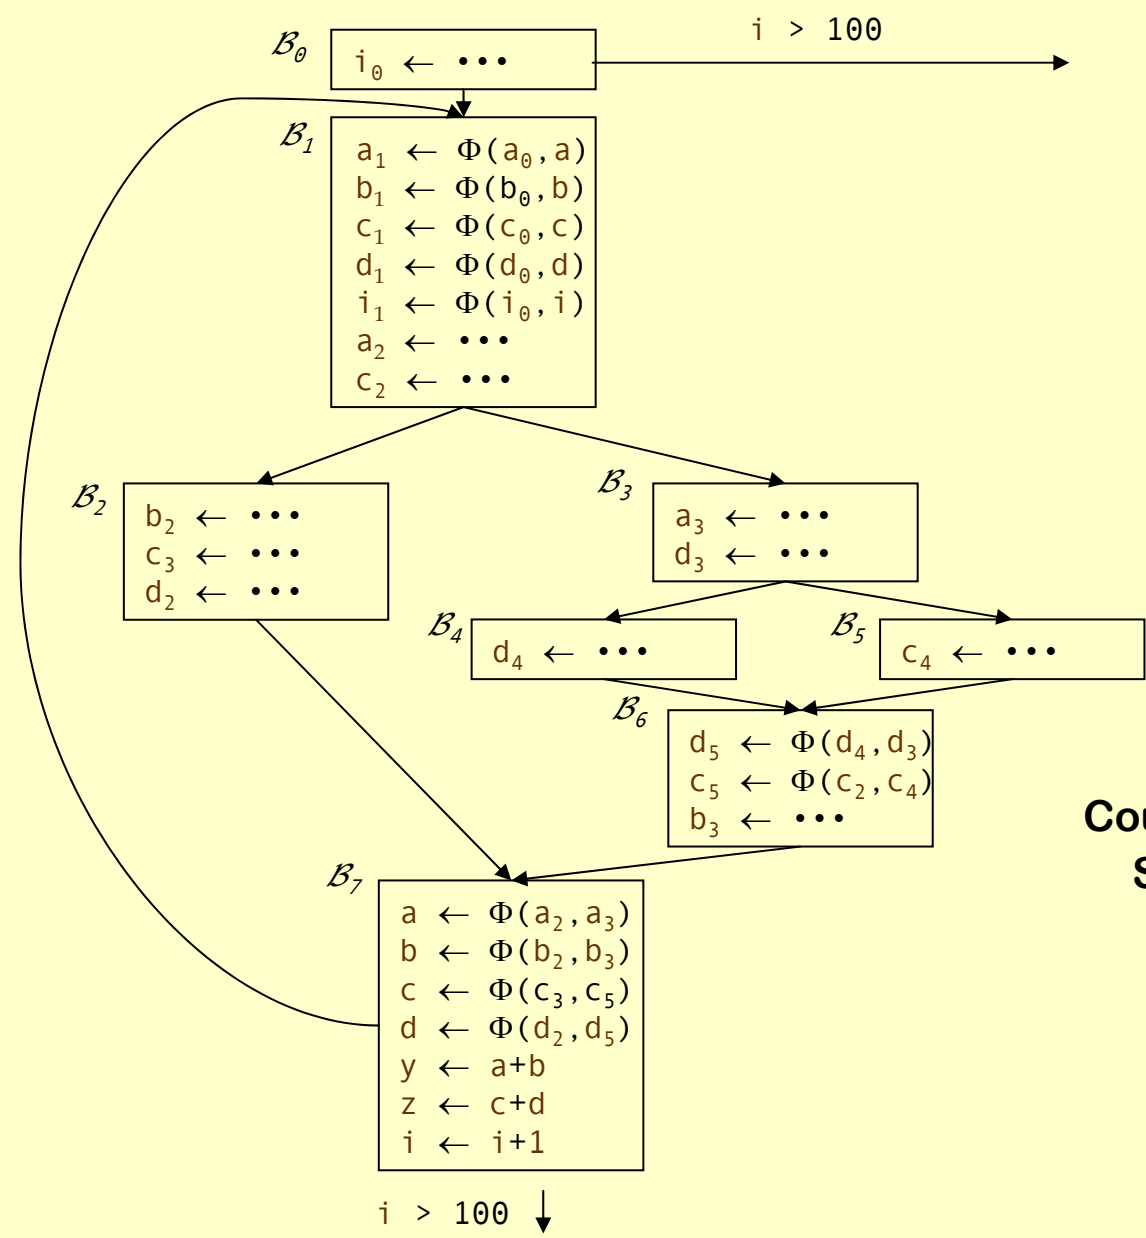 i > 100
B₀
i₀ ← •••
B₁
a₁ ← Φ(a₀,a)
b₁ ← Φ(b₀,b)
c₁ ← Φ(c₀,c)
d₁ ← Φ(d₀,d)
i₁ ← Φ(i₀,i)
a₂ ← •••
c₂ ← •••
B₂
b₂ ← •••
c₃ ← •••
d₂ ← •••
B₃
a₃ ← •••
d₃ ← •••
B₄
d₄ ← •••
B₅
c₄ ← •••
B₆
d₅ ← Φ(d₄,d₃)
c₅ ← Φ(c₂,c₄)
b₃ ← •••
B₇
a ← Φ(a₂,a₃)
b ← Φ(b₂,b₃)
c ← Φ(c₃,c₅)
d ← Φ(d₂,d₅)
y ← a+b
z ← c+d
i ← i+1
i > 100